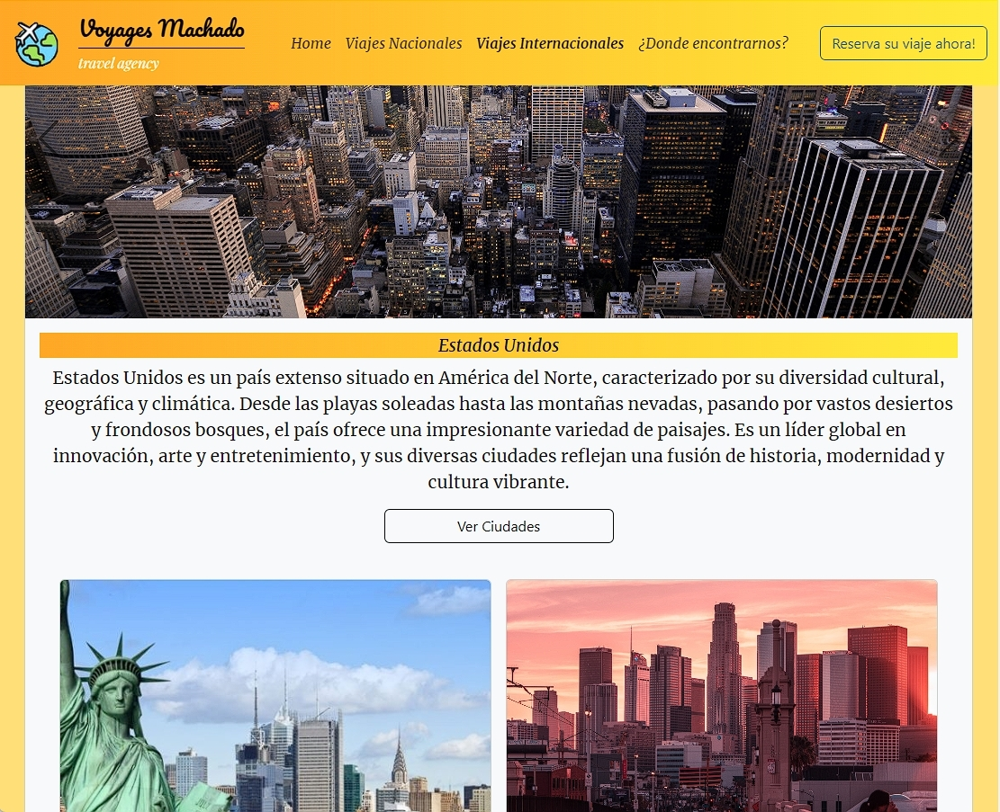 Voyages Machado
travel agency
Home Viajes Nacionales Viajes Internacionales ¿Donde encontrarnos? Reserva su viaje ahora!
Estados Unidos
Estados Unidos es un país extenso situado en América del Norte, caracterizado por su diversidad cultural,
geográfica y climática. Desde las playas soleadas hasta las montañas nevadas, pasando por vastos desiertos
y frondosos bosques, el país ofrece una impresionante variedad de paisajes. Es un líder global en
innovación, arte y entretenimiento, y sus diversas ciudades reflejan una fusión de historia, modernidad y
cultura vibrante.
Ver Ciudades